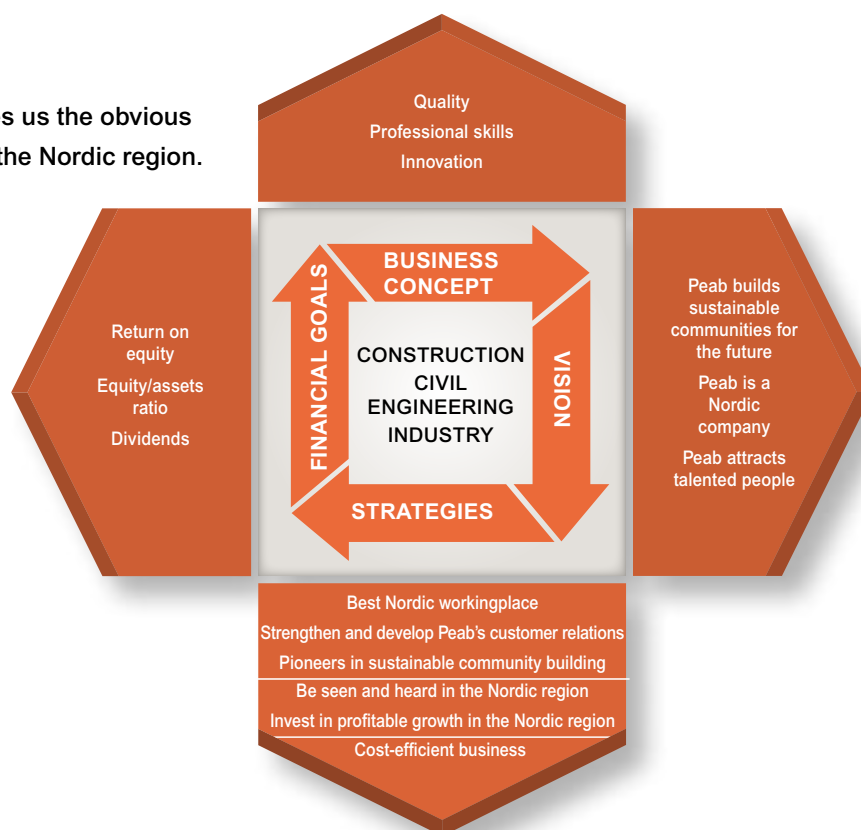 es us the obvious
the Nordic region.
Quality
Professional skills
Innovation
BUSINESS
CONCEPT
FINANCIAL GOALS
VISION
STRATEGIES
CONSTRUCTION
CIVIL
ENGINEERING
INDUSTRY
Return on
equity
Equity/assets
ratio
Dividends
Peab builds
sustainable
communities for
the future
Peab is a
Nordic
company
Peab attracts
talented people
Best Nordic workingplace
Strengthen and develop Peab's customer relations
Pioneers in sustainable community building
Be seen and heard in the Nordic region
Invest in profitable growth in the Nordic region
Cost-efficient business